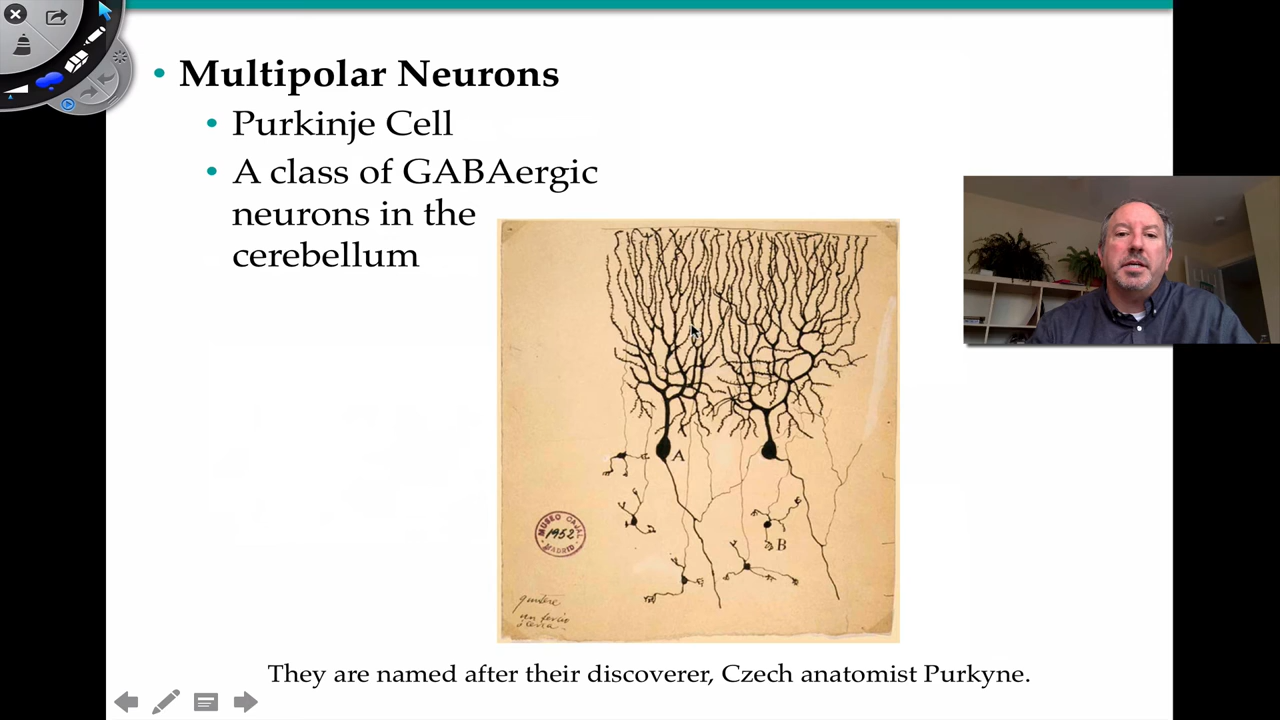 Multipolar Neurons
Purkinje Cell
A class of GABAergic
neurons in the
cerebellum
A
B
MUSEO CAJAL
1952
MADRID
They are named after their discoverer, Czech anatomist Purkyne.